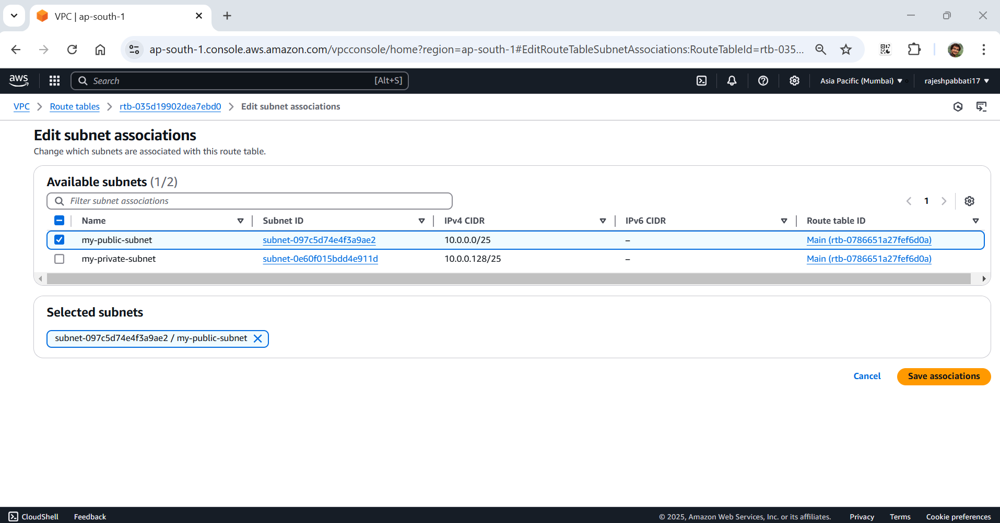 VPC | ap-south-1
ap-south-1.console.aws.amazon.com/vpcconsole/home?region=ap-south-1#EditRouteTableSubnetAssociations:RouteTableId=rtb-035...
aws Search [Alt+S] Asia Pacific (Mumbai) rajeshpabbati17
VPC Route tables rtb-035d19902dea7ebd0 Edit subnet associations
Edit subnet associations
Change which subnets are associated with this route table.
Available subnets (1/2)
Filter subnet associations 1
Name Subnet ID IPv4 CIDR IPv6 CIDR Route table ID
my-public-subnet subnet-097c5d74e4f3a9ae2 10.0.0.0/25 – Main (rtb-0786651a27fef6d0a)
my-private-subnet subnet-0e60f015bdd4e911d 10.0.0.128/25 – Main (rtb-0786651a27fef6d0a)
Selected subnets
subnet-097c5d74e4f3a9ae2 / my-public-subnet
Cancel Save associations
CloudShell Feedback © 2025, Amazon Web Services, Inc. or its affiliates. Privacy Terms Cookie preferences